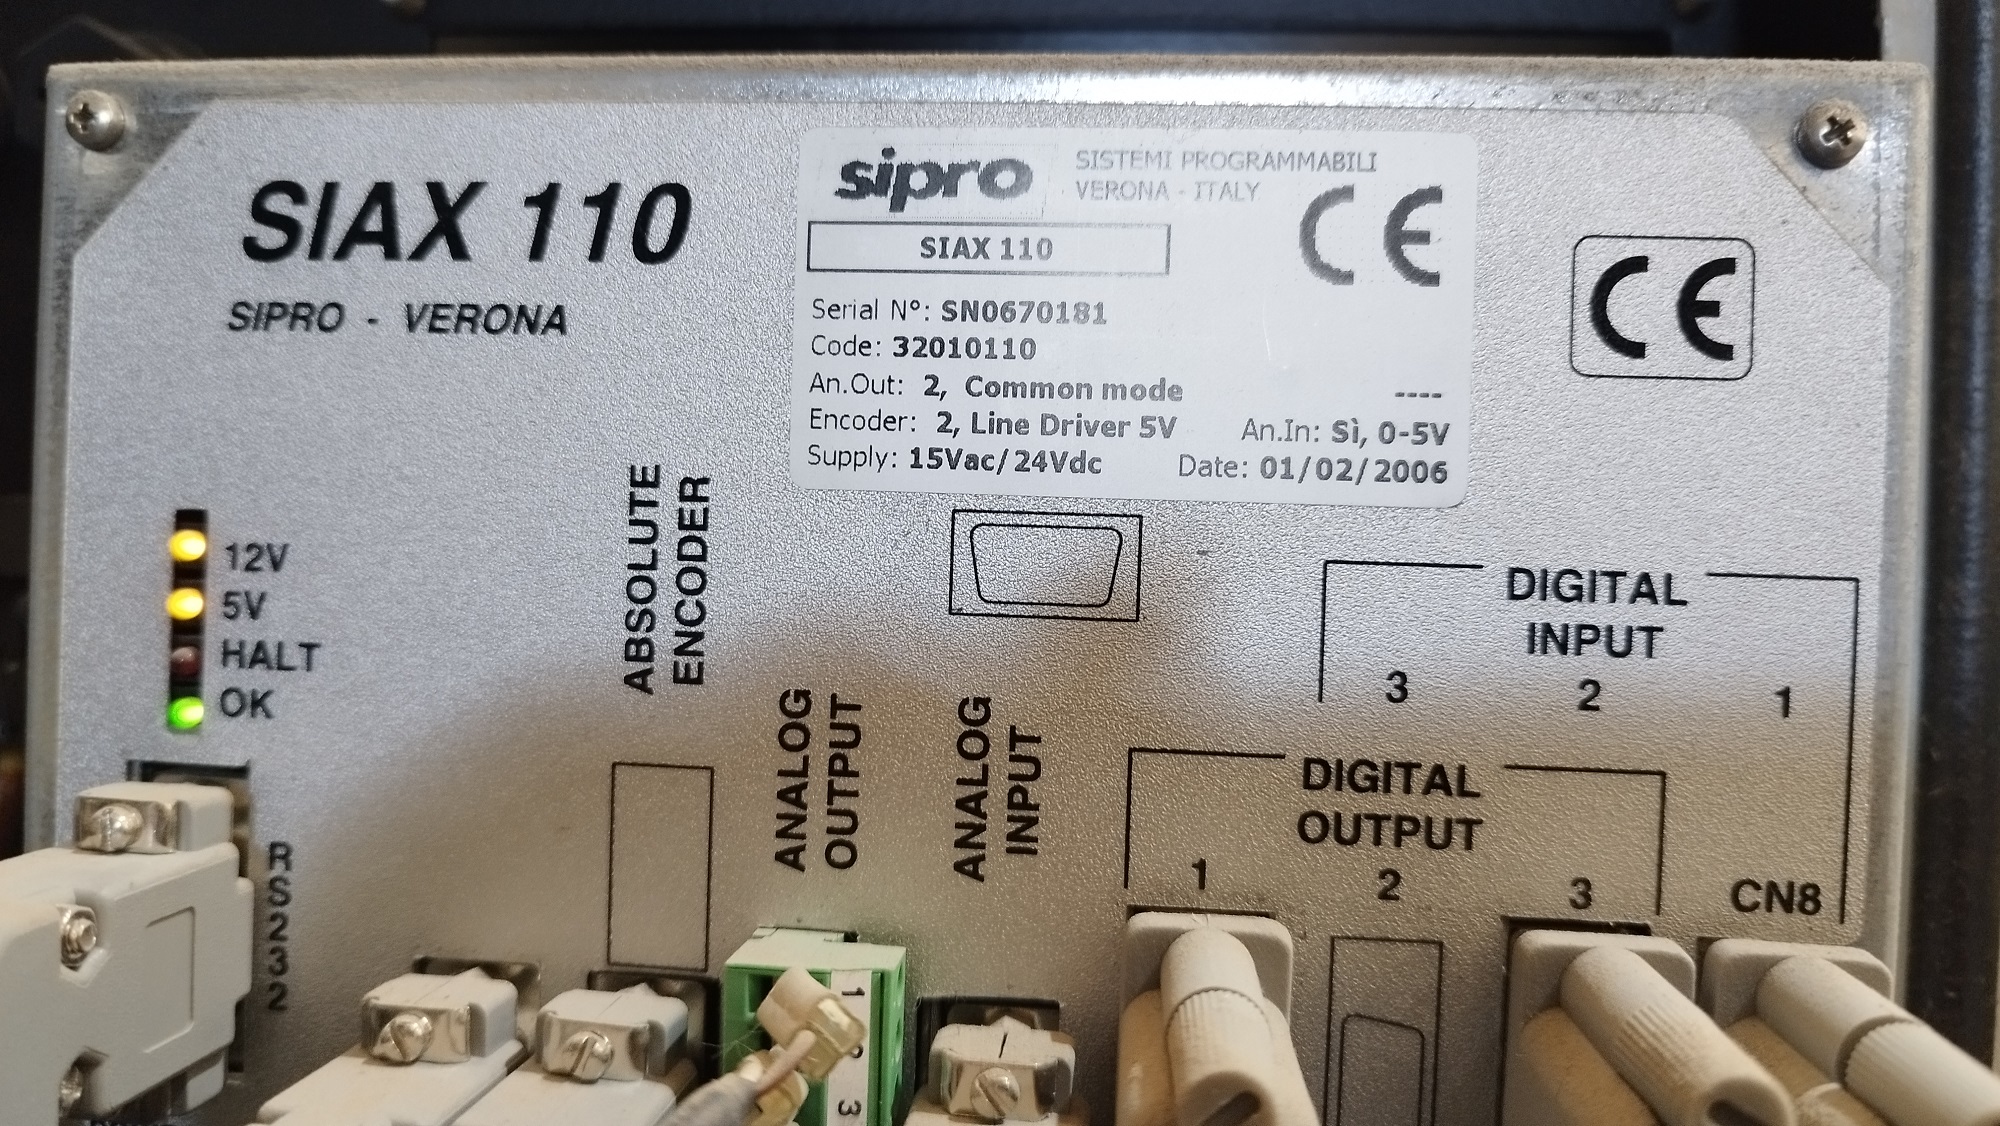 SIAX 110
SIPRO - VERONA
sipro
SISTEMI PROGRAMMABILI
VERONA - ITALY
CE
SIAX 110
Serial N°: SN0670181
Code: 32010110
An.Out: 2, Common mode ----
Encoder: 2, Line Driver 5V An.In: Sì, 0-5V
Supply: 15Vac/24Vdc Date: 01/02/2006
CE
12V
5V
HALT
OK
RS232
ABSOLUTE
ENCODER
ANALOG
OUTPUT
ANALOG
INPUT
DIGITAL
INPUT
3 2 1
DIGITAL
OUTPUT
1 2 3
CN8
1
2
3